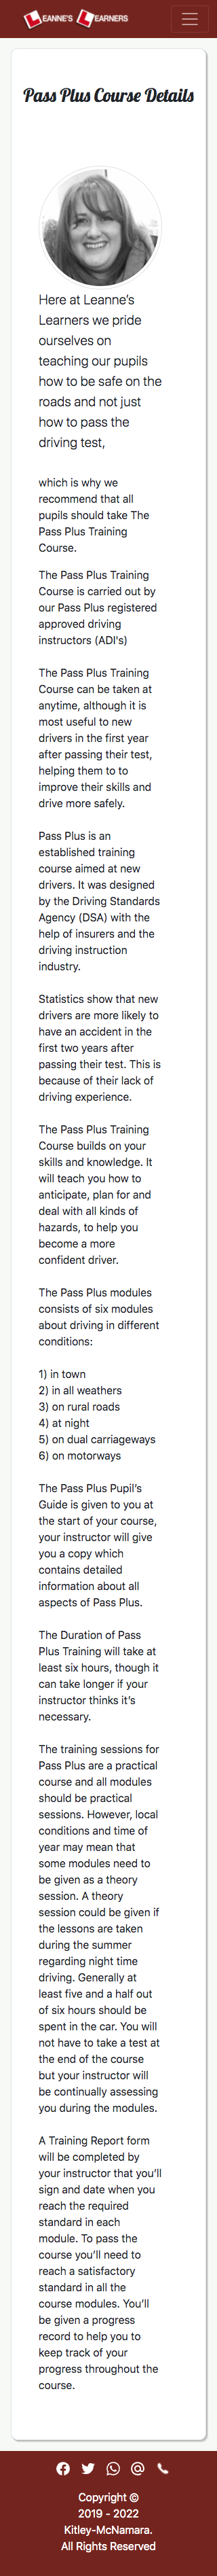 LEANNE'S LEARNERS
Pass Plus Course Details
Here at Leanne's
Learners we pride
ourselves on
teaching our pupils
how to be safe on the
roads and not just
how to pass the
driving test,
which is why we
recommend that all
pupils should take The
Pass Plus Training
Course.
The Pass Plus Training
Course is carried out by
our Pass Plus registered
approved driving
instructors (ADI's)
The Pass Plus Training
Course can be taken at
anytime, although it is
most useful to new
drivers in the first year
after passing their test,
helping them to to
improve their skills and
drive more safely.
Pass Plus is an
established training
course aimed at new
drivers. It was designed
by the Driving Standards
Agency (DSA) with the
help of insurers and the
driving instruction
industry.
Statistics show that new
drivers are more likely to
have an accident in the
first two years after
passing their test. This is
because of their lack of
driving experience.
The Pass Plus Training
Course builds on your
skills and knowledge. It
will teach you how to
anticipate, plan for and
deal with all kinds of
hazards, to help you
become a more
confident driver.
The Pass Plus modules
consists of six modules
about driving in different
conditions:
1) in town
2) in all weathers
3) on rural roads
4) at night
5) on dual carriageways
6) on motorways
The Pass Plus Pupil's
Guide is given to you at
the start of your course,
your instructor will give
you a copy which
contains detailed
information about all
aspects of Pass Plus.
The Duration of Pass
Plus Training will take at
least six hours, though it
can take longer if your
instructor thinks it's
necessary.
The training sessions for
Pass Plus are a practical
course and all modules
should be practical
sessions. However, local
conditions and time of
year may mean that
some modules need to
be given as a theory
session. A theory
session could be given if
the lessons are taken
during the summer
regarding night time
driving. Generally at
least five and a half out
of six hours should be
spent in the car. You will
not have to take a test at
the end of the course
but your instructor will
be continually assessing
you during the modules.
A Training Report form
will be completed by
your instructor that you'll
sign and date when you
reach the required
standard in each
module. To pass the
course you'll need to
reach a satisfactory
standard in all the
course modules. You'll
be given a progress
record to help you to
keep track of your
progress throughout the
course.
Copyright ©
2019 - 2022
Kitley-McNamara.
All Rights Reserved